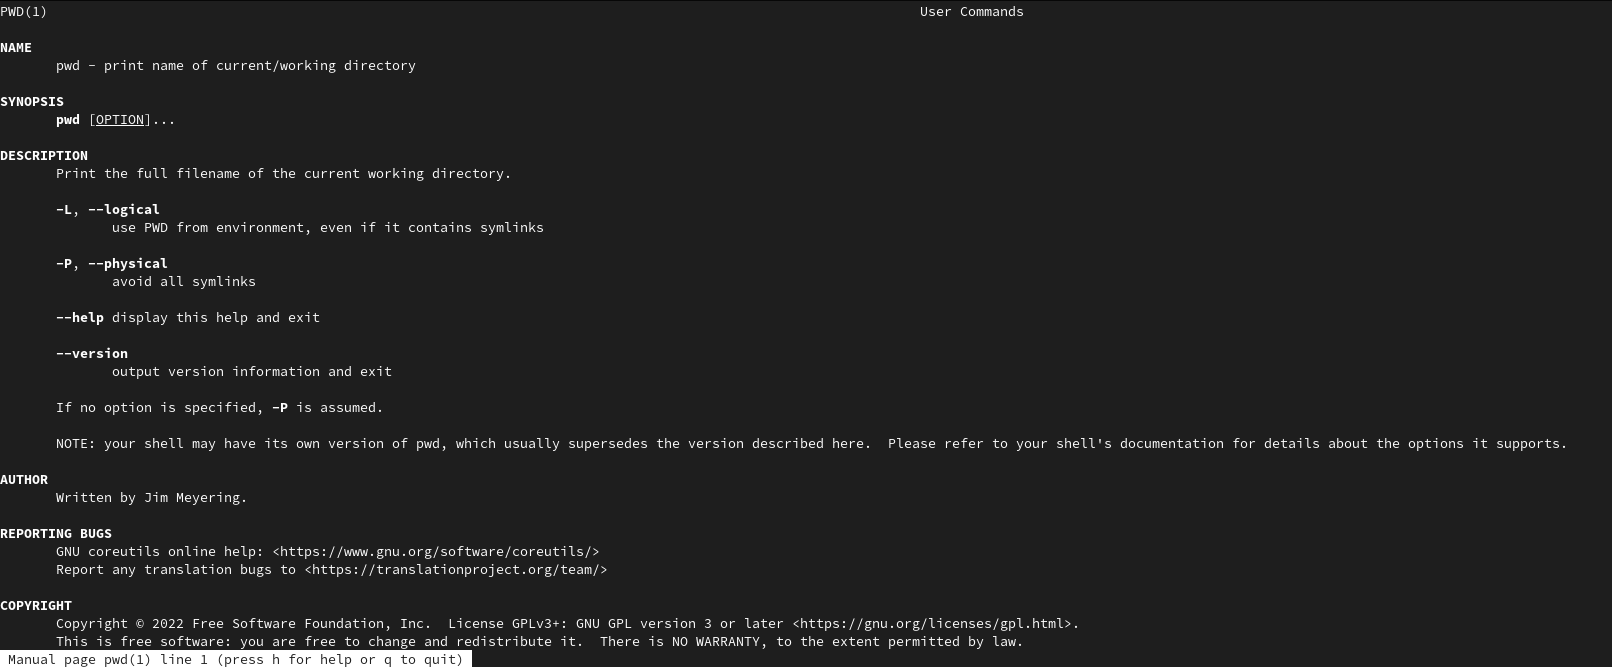 PWD(1) User Commands
NAME
pwd - print name of current/working directory
SYNOPSIS
pwd [OPTION]...
DESCRIPTION
Print the full filename of the current working directory.
-L, --logical
use PWD from environment, even if it contains symlinks
-P, --physical
avoid all symlinks
--help display this help and exit
--version
output version information and exit
If no option is specified, -P is assumed.
NOTE: your shell may have its own version of pwd, which usually supersedes the version described here.  Please refer to your shell's documentation for details about the options it supports.
AUTHOR
Written by Jim Meyering.
REPORTING BUGS
GNU coreutils online help: <https://www.gnu.org/software/coreutils/>
Report any translation bugs to <https://translationproject.org/team/>
COPYRIGHT
Copyright © 2022 Free Software Foundation, Inc.  License GPLv3+: GNU GPL version 3 or later <https://gnu.org/licenses/gpl.html>.
This is free software: you are free to change and redistribute it.  There is NO WARRANTY, to the extent permitted by law.
Manual page pwd(1) line 1 (press h for help or q to quit)